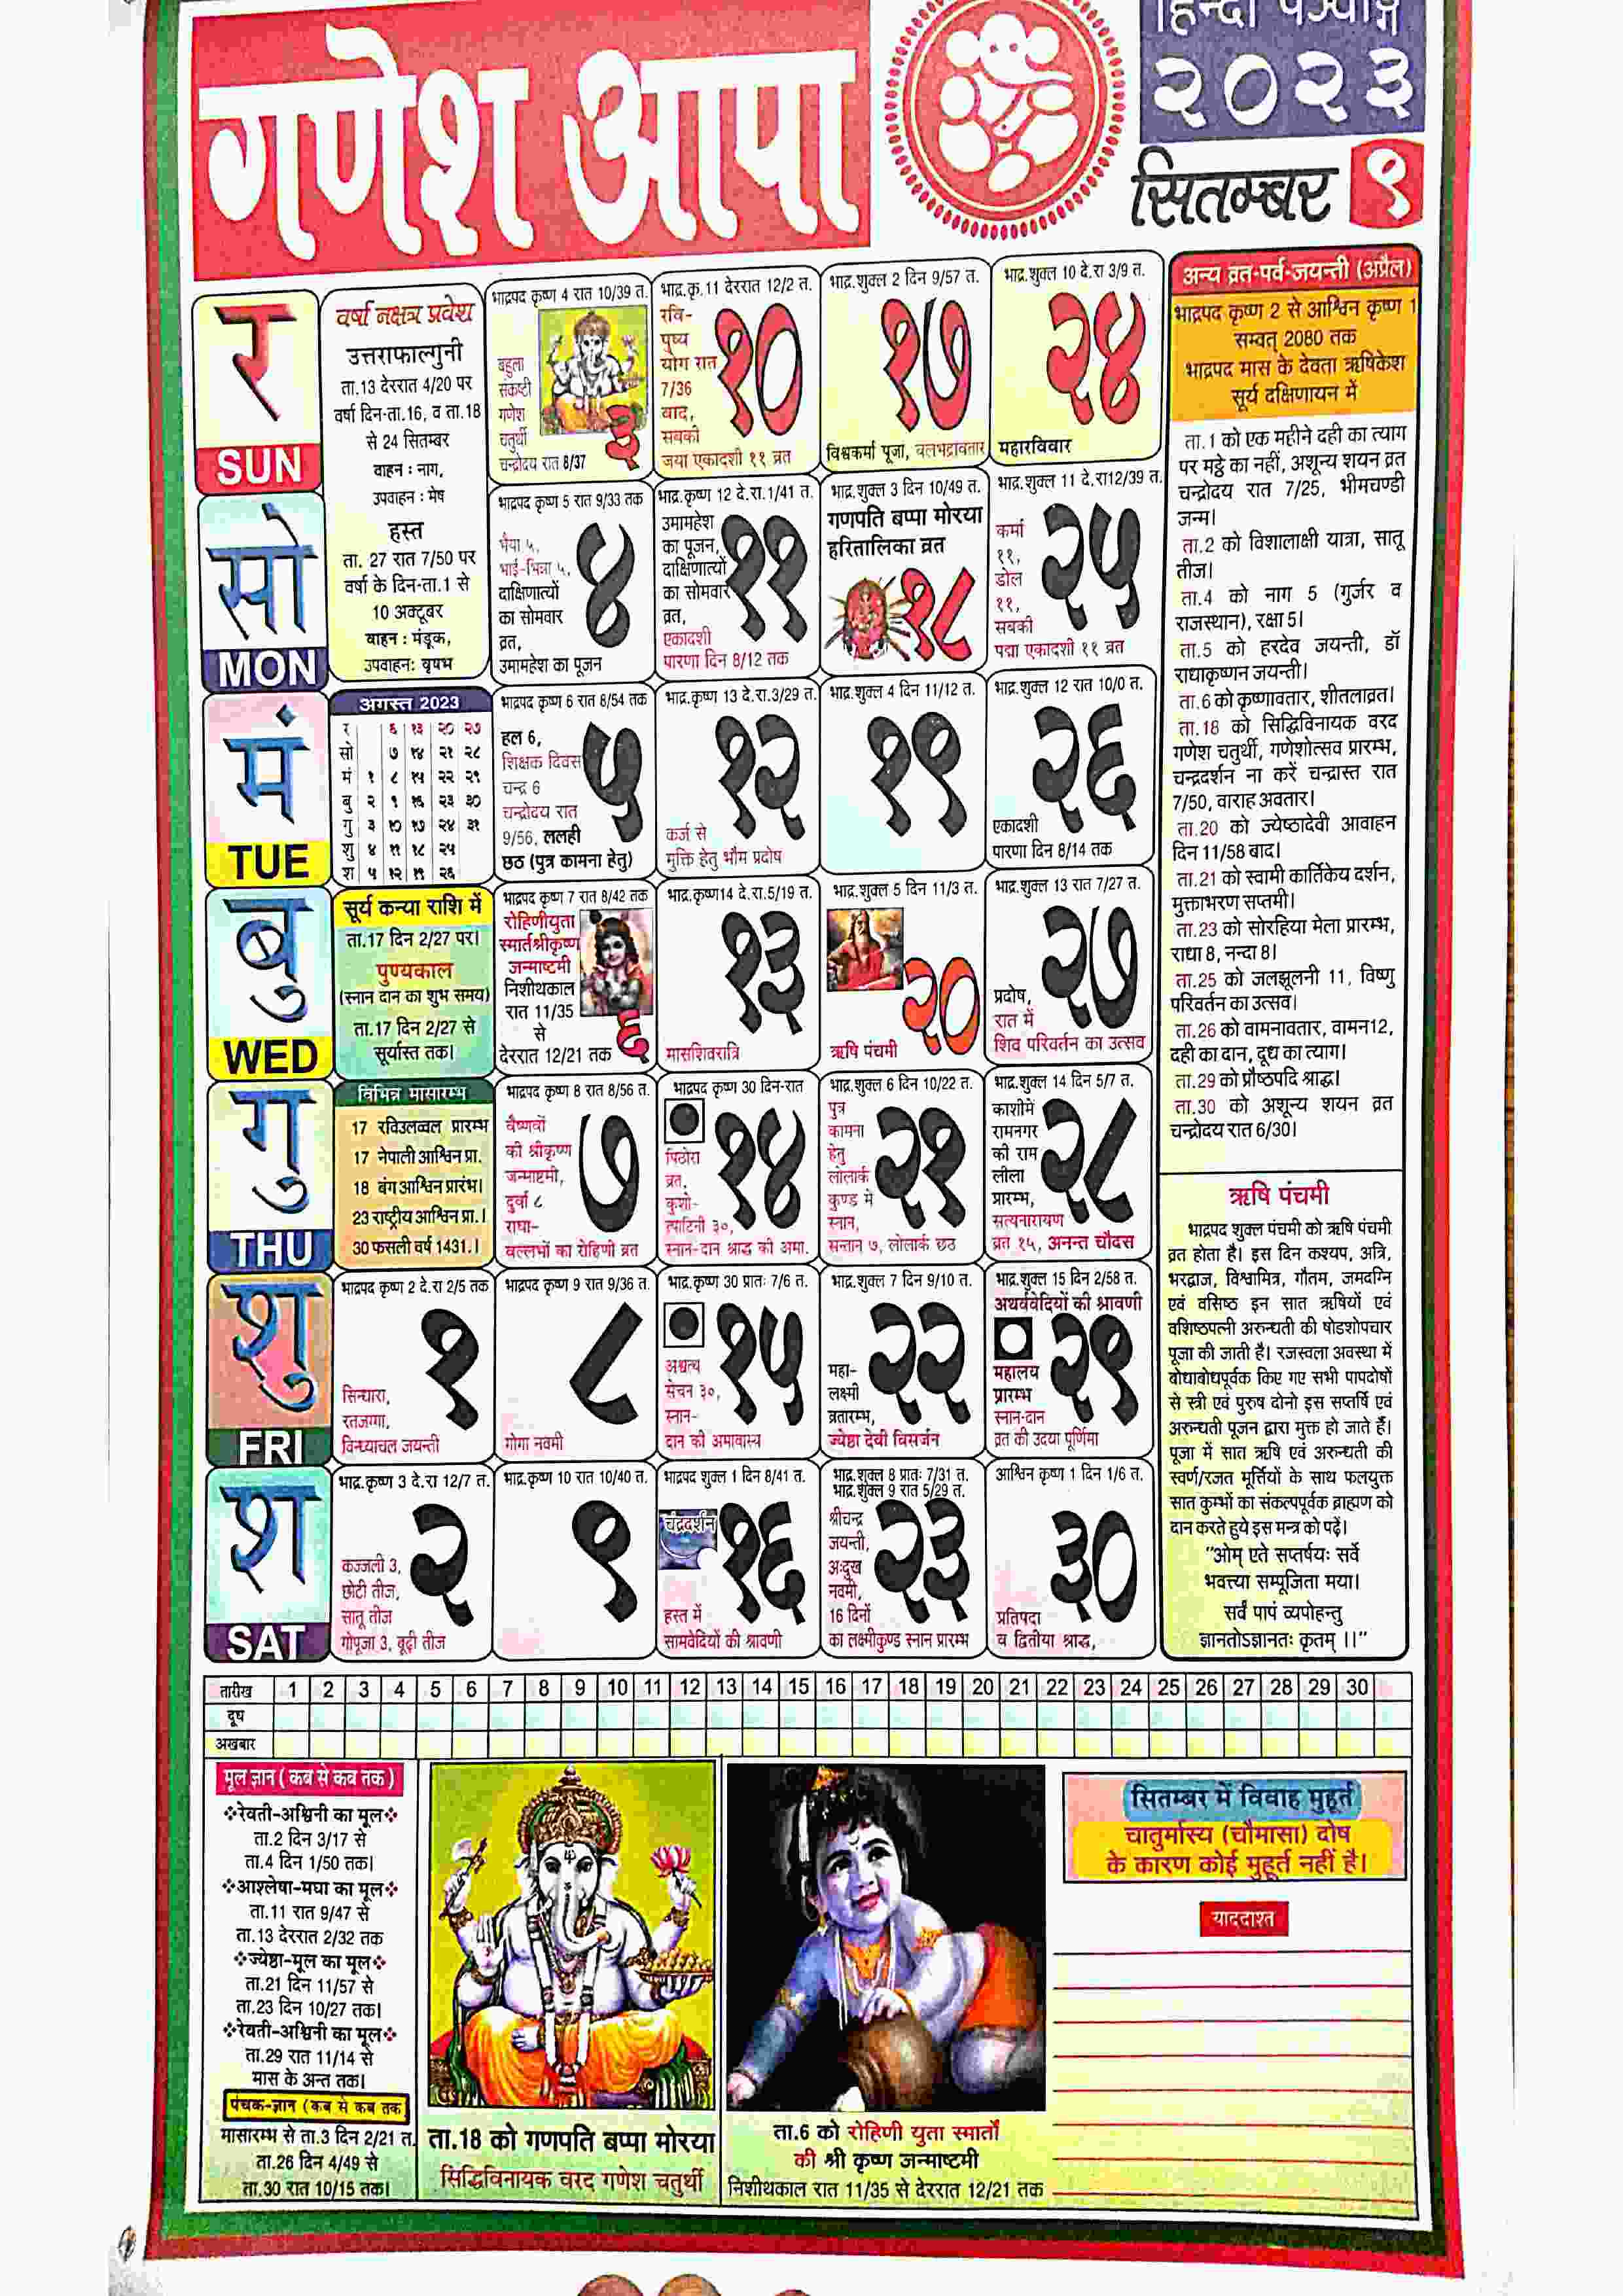 हिन्दी पञ्चाङ्ग
गणेश आपा
२०२३
सितम्बर ९
र
SUN
वर्षा नक्षत्र प्रवेश
उत्तराफाल्गुनी
ता.13 देररात 4/20 पर
वर्षा दिन-ता.16, व ता.18
से 24 सितम्बर
वाहन : नाग,
उपवाहन : मेष
हस्त
ता. 27 रात 7/50 पर
वर्षा के दिन-ता.1 से
10 अक्टूबर
वाहन : मंडूक,
उपवाहन: वृषभ
भाद्रपद कृष्ण 4 रात 10/39 त.
बहुला
संकष्टी
गणेश
चतुर्थी
चन्द्रोदय रात 8/37
३
भाद्र.कृ.11 देररात 12/2 त.
रवि-
पुष्य
योग रात
7/36
बाद,
सबकी
जया एकादशी ११ व्रत
१०
भाद्र.शुक्ल 2 दिन 9/57 त.
१७
विश्वकर्मा पूजा, बलभद्रावतार
भाद्र.शुक्ल 10 दे.रा 3/9 त.
२४
महारविवार
सो
MON
भाद्रपद कृष्ण 5 रात 9/33 तक
भैया ५,
भाई-भिन्ना ५,
दाक्षिणात्यों
का सोमवार
व्रत,
उमामहेश का पूजन
४
भाद्र.कृष्ण 12 दे.रा.1/41 त.
उमामहेश
का पूजन,
दाक्षिणात्यों
का सोमवार
व्रत,
एकादशी
पारणा दिन 8/12 तक
११
भाद्र.शुक्ल 3 दिन 10/49 त.
गणपति बप्पा मोरया
हरितालिका व्रत
१८
भाद्र.शुक्ल 11 दे.रा12/39 त.
कर्मा
११,
डोल
११,
सबकी
पद्मा एकादशी ११ व्रत
२५
मं
TUE
अगस्त 2023
र ६ १३ २० २७
सो ७ १४ २१ २८
मं १ ८ १५ २२ २९
बु २ ९ १६ २३ ३०
गु ३ १० १७ २४ ३१
शु ४ ११ १८ २५
श ५ १२ १९ २६
भाद्रपद कृष्ण 6 रात 8/54 तक
हल 6,
शिक्षक दिवस
चन्द्र 6
चन्द्रोदय रात
9/56, ललही
छठ (पुत्र कामना हेतु)
५
भाद्र.कृष्ण 13 दे.रा.3/29 त.
१२
कर्ज से
मुक्ति हेतु भौम प्रदोष
भाद्र.शुक्ल 4 दिन 11/12 त.
१९
भाद्र.शुक्ल 12 रात 10/0 त.
२६
एकादशी
पारणा दिन 8/14 तक
बु
WED
सूर्य कन्या राशि में
ता.17 दिन 2/27 पर।
पुण्यकाल
(स्नान दान का शुभ समय)
ता.17 दिन 2/27 से
सूर्यास्त तक।
भाद्रपद कृष्ण 7 रात 8/42 तक
रोहिणीयुता
स्मार्तश्रीकृष्ण
जन्माष्टमी
निशीथकाल
रात 11/35
से
देररात 12/21 तक
६
भाद्र.कृष्ण14 दे.रा.5/19 त.
१३
मासशिवरात्रि
भाद्र.शुक्ल 5 दिन 11/3 त.
२०
ऋषि पंचमी
भाद्र.शुक्ल 13 रात 7/27 त.
२७
प्रदोष,
रात में
शिव परिवर्तन का उत्सव
गु
THU
विभिन्न मासारम्भ
17 रविउलव्वल प्रारम्भ
17 नेपाली आश्विन प्रा.
18 बंग आश्विन प्रारंभ।
23 राष्ट्रीय आश्विन प्रा.।
30 फसली वर्ष 1431.।
भाद्रपद कृष्ण 8 रात 8/56 त.
वैष्णवों
की श्रीकृष्ण
जन्माष्टमी,
दुर्वा ८
राधा-
वल्लभों का रोहिणी व्रत
७
भाद्रपद कृष्ण 30 दिन-रात
पिठोरा
व्रत,
कुशो-
त्पाटिनी ३०,
स्नान-दान श्राद्ध की अमा.
१४
भाद्र.शुक्ल 6 दिन 10/22 त.
पुत्र
कामना
हेतु
लोलार्क
कुण्ड मे
स्नान,
सन्तान ७, लोलार्क छठ
२१
भाद्र.शुक्ल 14 दिन 5/7 त.
काशीमें
रामनगर
की राम
लीला
प्रारम्भ,
सत्यनारायण
व्रत १५, अनन्त चौदस
२८
शु
FRI
भाद्रपद कृष्ण 2 दे.रा 2/5 तक
१
सिन्धारा,
रतजगा,
विन्ध्याचल जयन्ती
भाद्रपद कृष्ण 9 रात 9/36 त.
८
गोगा नवमी
भाद्र.कृष्ण 30 प्रातः 7/6 त.
अश्वत्थ
सेचन ३०,
स्नान-
दान की अमावास्य
१५
भाद्र.शुक्ल 7 दिन 9/10 त.
महा-
लक्ष्मी
व्रतारम्भ,
ज्येष्ठा देवी विसर्जन
२२
भाद्र.शुक्ल 15 दिन 2/58 त.
अथर्ववेदियों की श्रावणी
महालय
प्रारम्भ
स्नान-दान
व्रत की उदया पूर्णिमा
२९
श
SAT
भाद्र.कृष्ण 3 दे.रा 12/7 त.
२
कज्जली 3,
छोटी तीज,
सातू तीज
गोपूजा 3, बूढ़ी तीज
भाद्र.कृष्ण 10 रात 10/40 त.
९
भाद्रपद शुक्ल 1 दिन 8/41 त.
चंद्रदर्शन
१६
हस्त में
सामवेदियों की श्रावणी
भाद्र.शुक्ल 8 प्रातः 7/31 त.
भाद्र.शुक्ल 9 रात 5/29 त.
श्रीचन्द्र
जयन्ती,
अःदुख
नवमी,
16 दिनों
का लक्ष्मीकुण्ड स्नान प्रारम्भ
२३
आश्विन कृष्ण 1 दिन 1/6 त.
३०
प्रतिपदा
व द्वितीया श्राद्ध,
अन्य व्रत-पर्व-जयन्ती (अप्रैल)
भाद्रपद कृष्ण 2 से आश्विन कृष्ण 1
सम्वत् 2080 तक
भाद्रपद मास के देवता ऋषिकेश
सूर्य दक्षिणायन में
ता.1 को एक महीने दही का त्याग
पर मट्ठे का नहीं, अशून्य शयन व्रत
चन्द्रोदय रात 7/25, भीमचण्डी
जन्म।
ता.2 को विशालाक्षी यात्रा, सातू
तीज।
ता.4 को नाग 5 (गुर्जर व
राजस्थान), रक्षा 5।
ता.5 को हरदेव जयन्ती, डॉ
राधाकृष्णन जयन्ती।
ता.6 को कृष्णावतार, शीतलाव्रत।
ता.18 को सिद्धिविनायक वरद
गणेश चतुर्थी, गणेशोत्सव प्रारम्भ,
चन्द्रदर्शन ना करें चन्द्रास्त रात
7/50, वाराह अवतार।
ता.20 को ज्येष्ठादेवी आवाहन
दिन 11/58 बाद।
ता.21 को स्वामी कार्तिकेय दर्शन,
मुक्ताभरण सप्तमी।
ता.23 को सोरहिया मेला प्रारम्भ,
राधा 8, नन्दा 8।
ता.25 को जलझूलनी 11, विष्णु
परिवर्तन का उत्सव।
ता.26 को वामनावतार, वामन12,
दही का दान, दूध का त्याग।
ता.29 को प्रौष्ठपदि श्राद्ध।
ता.30 को अशून्य शयन व्रत
चन्द्रोदय रात 6/30।
ऋषि पंचमी
भाद्रपद शुक्ल पंचमी को ऋषि पंचमी
व्रत होता है। इस दिन कश्यप, अत्रि,
भरद्वाज, विश्वामित्र, गौतम, जमदग्नि
एवं वसिष्ठ इन सात ऋषियों एवं
वशिष्ठपत्नी अरुन्धती की षोडशोपचार
पूजा की जाती है। रजस्वला अवस्था में
बोधाबोधपूर्वक किए गए सभी पापदोषों
से स्त्री एवं पुरुष दोनो इस सप्तर्षि एवं
अरुन्धती पूजन द्वारा मुक्त हो जाते हैं।
पूजा में सात ऋषि एवं अरुन्धती की
स्वर्ण/रजत मूर्तियों के साथ फलयुक्त
सात कुम्भों का संकल्पपूर्वक ब्राह्मण को
दान करते हुये इस मन्त्र को पढ़ें।
"ओम् एते सप्तर्षयः सर्वे
भक्त्या सम्पूजिता मया।
सर्वं पापं व्यपोहन्तु
ज्ञानतोऽज्ञानतः कृतम् ।।"
तारीख 1 2 3 4 5 6 7 8 9 10 11 12 13 14 15 16 17 18 19 20 21 22 23 24 25 26 27 28 29 30
दूध
अखबार
मूल ज्ञान ( कब से कब तक )
❖रेवती-अश्विनी का मूल❖
ता.2 दिन 3/17 से
ता.4 दिन 1/50 तक।
❖आश्लेषा-मघा का मूल❖
ता.11 रात 9/47 से
ता.13 देररात 2/32 तक
❖ज्येष्ठा-मूल का मूल❖
ता.21 दिन 11/57 से
ता.23 दिन 10/27 तक।
❖रेवती-अश्विनी का मूल❖
ता.29 रात 11/14 से
मास के अन्त तक।
पंचक-ज्ञान (कब से कब तक
मासारम्भ से ता.3 दिन 2/21 त.
ता.26 दिन 4/49 से
ता.30 रात 10/15 तक।
ता.18 को गणपति बप्पा मोरया
सिद्धिविनायक वरद गणेश चतुर्थी
ता.6 को रोहिणी युता स्मार्तों
की श्री कृष्ण जन्माष्टमी
निशीथकाल रात 11/35 से देररात 12/21 तक
सितम्बर में विवाह मुहूर्त
चातुर्मास्य (चौमासा) दोष
के कारण कोई मुहूर्त नहीं है।
याददाश्त